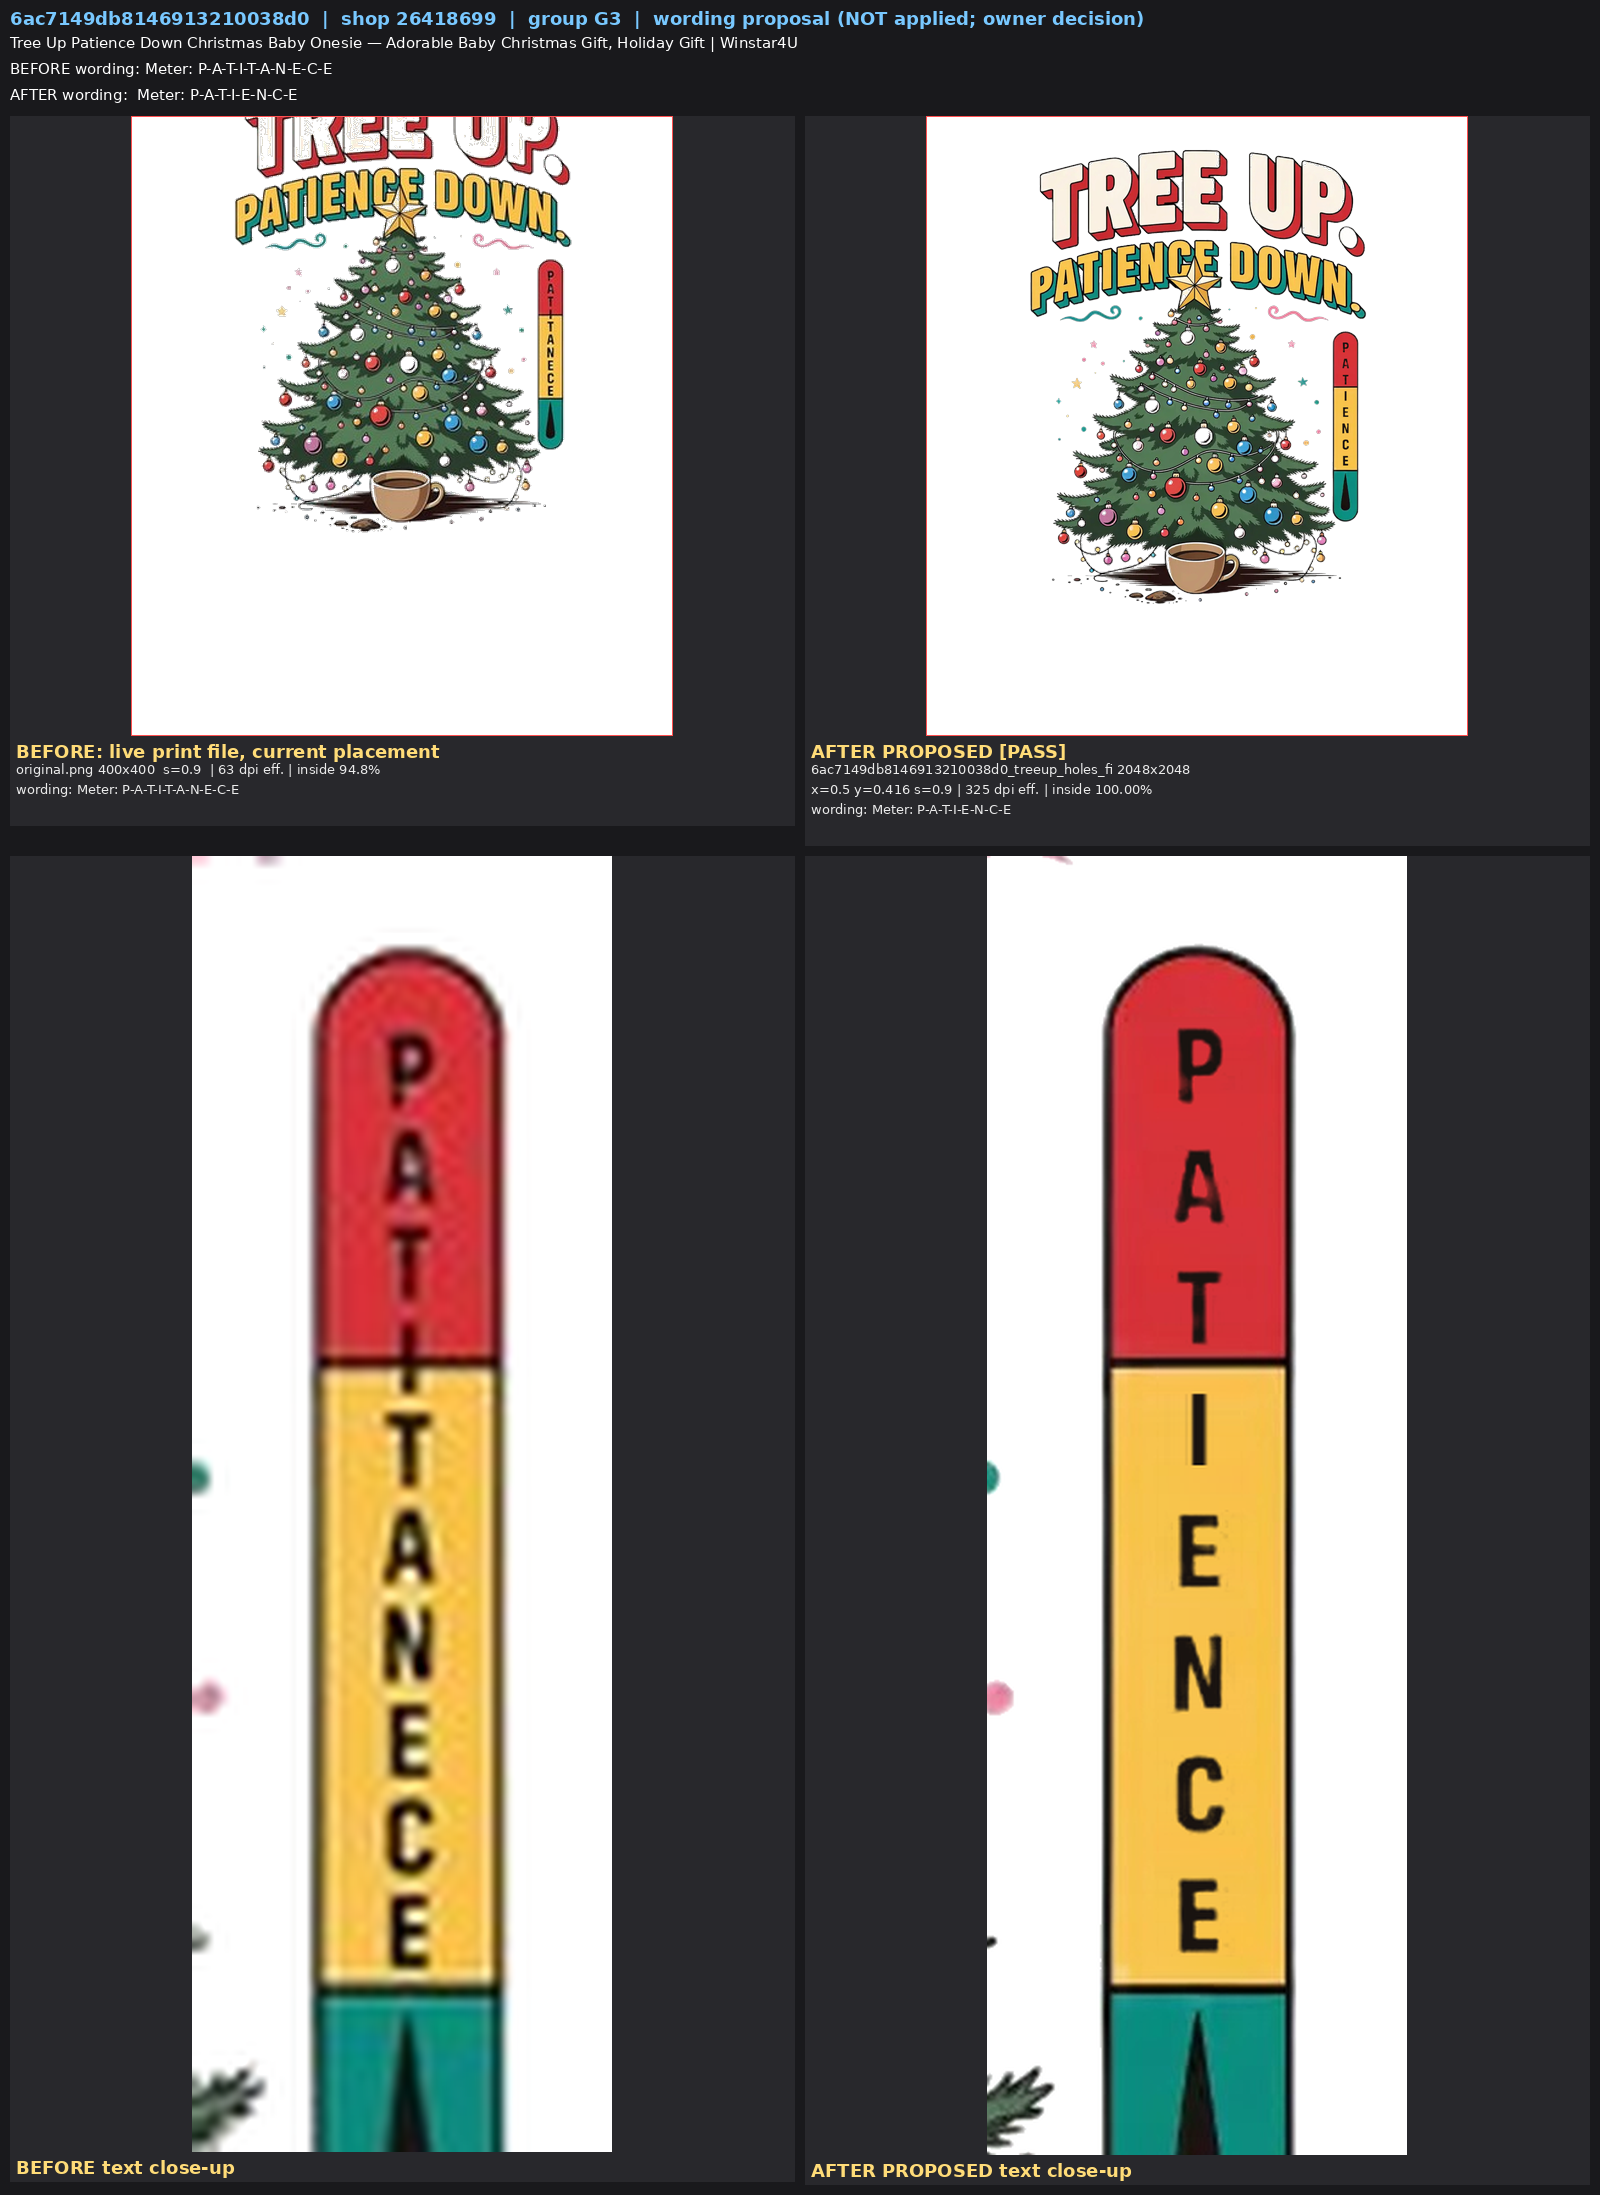 6ac7149db8146913210038d0 | shop 26418699 | group G3 | wording proposal (NOT applied; owner decision)
Tree Up Patience Down Christmas Baby Onesie — Adorable Baby Christmas Gift, Holiday Gift | Winstar4U
BEFORE wording: Meter: P-A-T-I-T-A-N-E-C-E
AFTER wording: Meter: P-A-T-I-E-N-C-E
TREE UP.
PATIENCE DOWN.
P
A
T
I
T
A
N
E
C
E
BEFORE: live print file, current placement
original.png 400x400 s=0.9 | 63 dpi eff. | inside 94.8%
wording: Meter: P-A-T-I-T-A-N-E-C-E
TREE UP.
PATIENCE DOWN.
P
A
T
I
E
N
C
E
AFTER PROPOSED [PASS]
6ac7149db8146913210038d0_treeup_holes_fi 2048x2048
x=0.5 y=0.416 s=0.9 | 325 dpi eff. | inside 100.00%
wording: Meter: P-A-T-I-E-N-C-E
P
A
T
I
T
A
N
E
C
E
BEFORE text close-up
P
A
T
I
E
N
C
E
AFTER PROPOSED text close-up